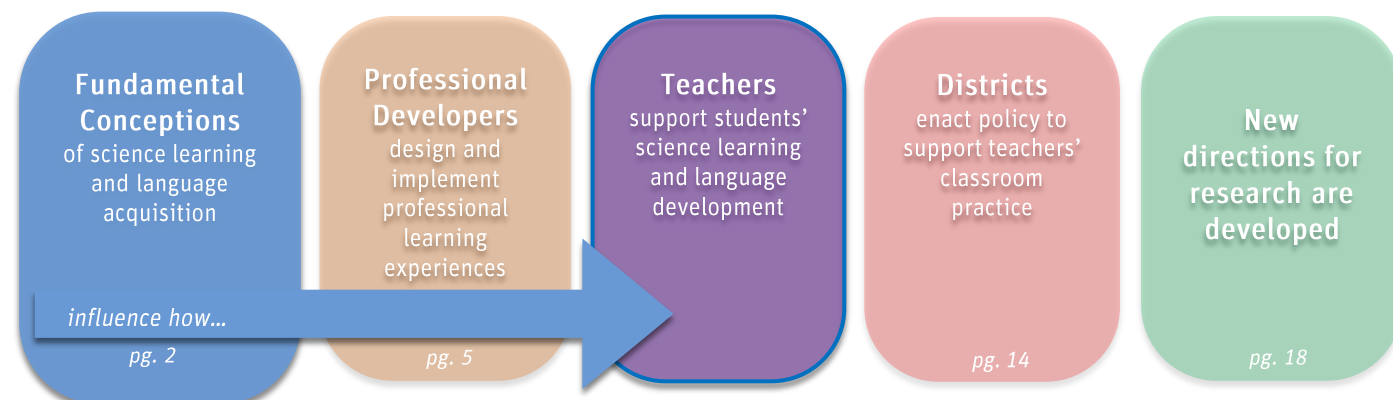 Fundamental
Conceptions
of science learning
and language
acquisition
influence how...
pg. 2
Professional
Developers
design and
implement
professional
learning
experiences
pg. 5
Teachers
support students’
science learning
and language
development
Districts
enact policy to
support teachers’
classroom
practice
pg. 14
New
directions for
research are
developed
pg. 18